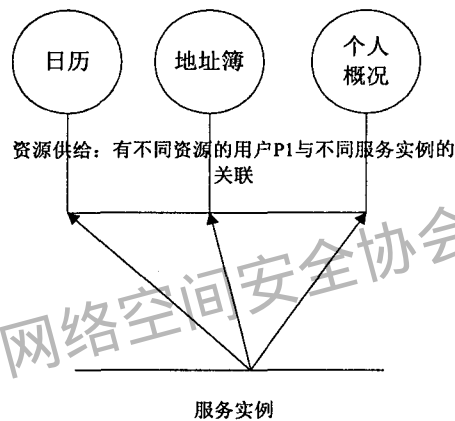 日历
地址簿
个人
概况
资源供给：有不同资源的用户P1与不同服务实例的
关联
网络空间安全协会
服务实例